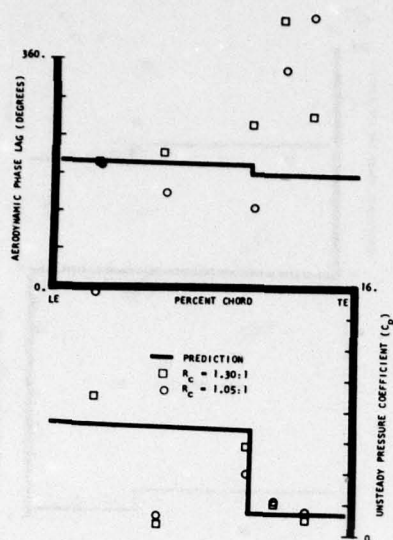 360.
AERODYNAMIC PHASE LAG (DEGREES)
0.
LE
PERCENT CHORD
TE
16.
PREDICTION
R_c = 1.30:1
R_c = 1.05:1
UNSTEADY PRESSURE COEFFICIENT (C_p)
0.